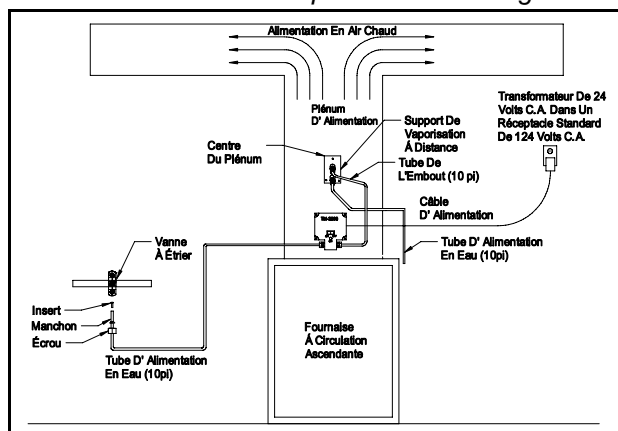 Alimentation En Air Chaud
Plénum
D' Alimentation
Transformateur De 24
Volts C.A. Dans Un
Réceptacle Standard
De 124 Volts C.A.
Support De
Vaporisation
Á Distance
Centre
Du Plénum
Tube De
L'Embout (10 pi)
Câble
D' Alimentation
Vanne
À Étrier
Tube D' Alimentation
En Eau (10pi)
Insert
Manchon
Écrou
Tube D' Alimentation
En Eau (10pi)
Fournaise
Á Circulation
Ascendante